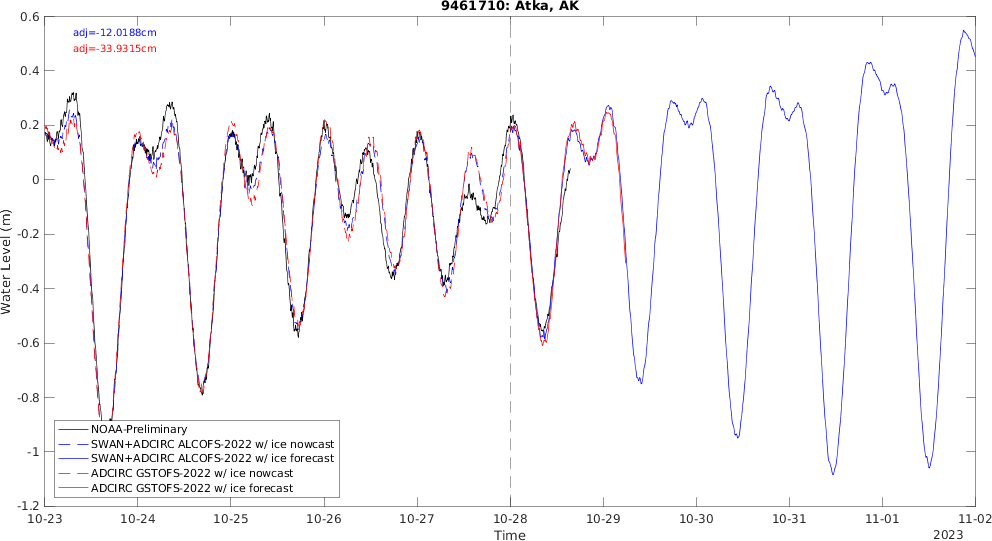 9461710: Atka, AK
adj=-12.0188cm
adj=-33.9315cm
Water Level (m)
0.6
0.4
0.2
0
-0.2
-0.4
-0.6
-0.8
-1
-1.2
NOAA-Preliminary
SWAN+ADCIRC ALCOFS-2022 w/ ice nowcast
SWAN+ADCIRC ALCOFS-2022 w/ ice forecast
ADCIRC GSTOFS-2022 w/ ice nowcast
ADCIRC GSTOFS-2022 w/ ice forecast
10-23 10-24 10-25 10-26 10-27 10-28 10-29 10-30 10-31 11-01 11-02
Time
2023